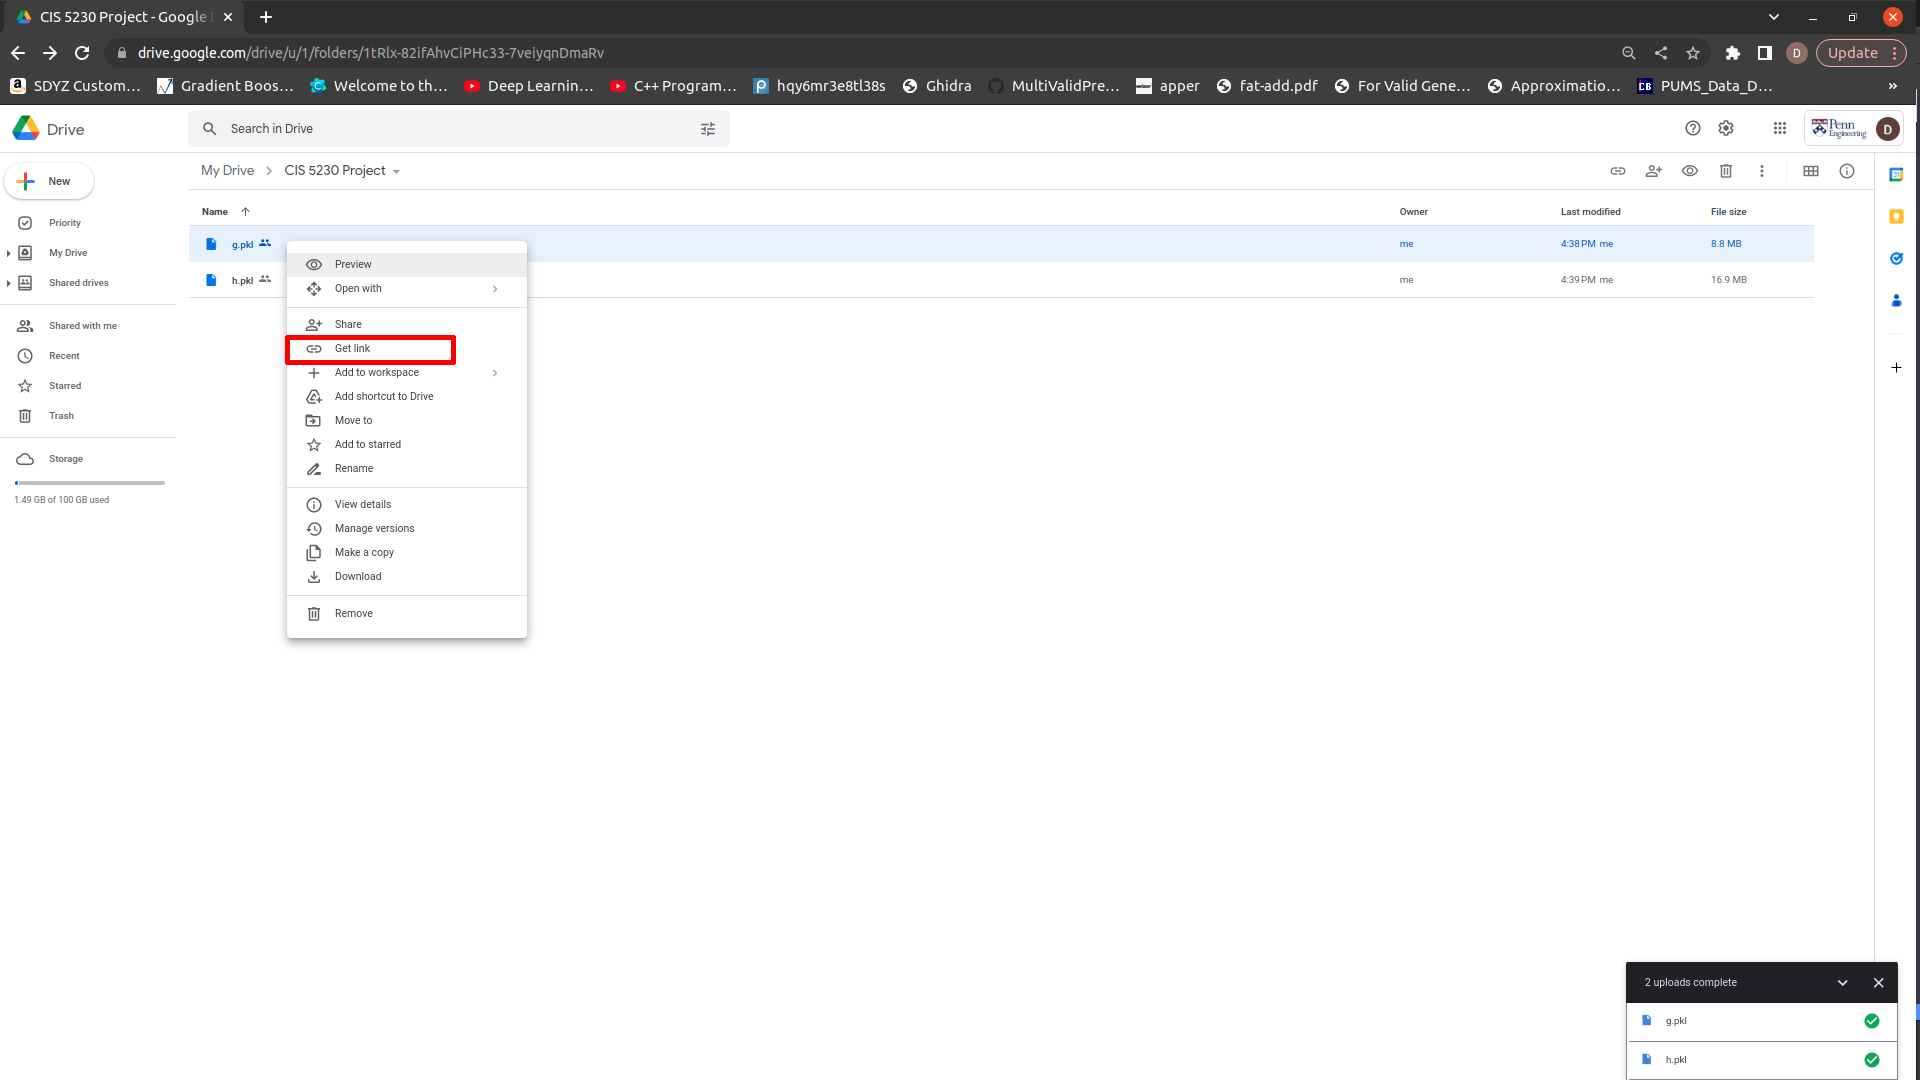 CIS 5230 Project - Google
drive.google.com/drive/u/1/folders/1tRlx-82ifAhvCiPHc33-7veiyqnDmaRv
D
Update
SDYZ Custom...
Gradient Boos...
Welcome to th...
Deep Learnin...
C++ Program...
hqy6mr3e8tl38s
Ghidra
MultiValidPre...
apper
fat-add.pdf
For Valid Gene...
Approximatio...
PUMS_Data_D...
»
Drive
Search in Drive
Penn
Engineering
D
New
My Drive > CIS 5230 Project
Priority
My Drive
Shared drives
Shared with me
Recent
Starred
Trash
Storage
1.49 GB of 100 GB used
Name Owner Last modified File size
g.pkl me 4:38 PM me 8.8 MB
h.pkl me 4:39 PM me 16.9 MB
Preview
Open with
Share
Get link
Add to workspace
Add shortcut to Drive
Move to
Add to starred
Rename
View details
Manage versions
Make a copy
Download
Remove
31
2 uploads complete
g.pkl
h.pkl